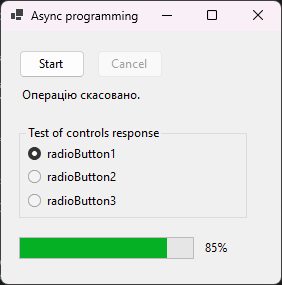 Async programming
Start
Cancel
Операцію скасовано.
Test of controls response
radioButton1
radioButton2
radioButton3
85%